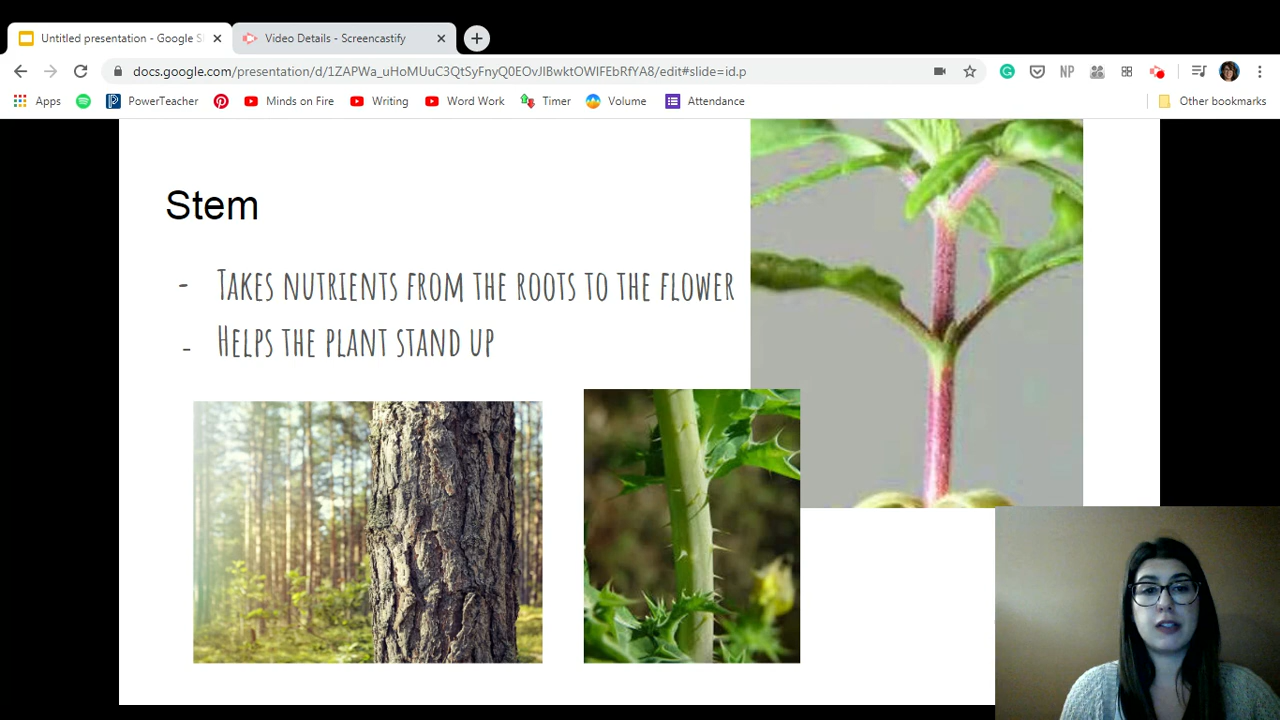 Untitled presentation - Google Sl
Video Details - Screencastify
docs.google.com/presentation/d/1ZAPWa_uHoMUuC3QtSyFnyQ0EOvJIBwktOWIFEbRfYA8/edit#slide=id.p
NP
Apps
PowerTeacher
Minds on Fire
Writing
Word Work
Timer
Volume
Attendance
Other bookmarks
Stem
- Takes nutrients from the roots to the flower
- Helps the plant stand up